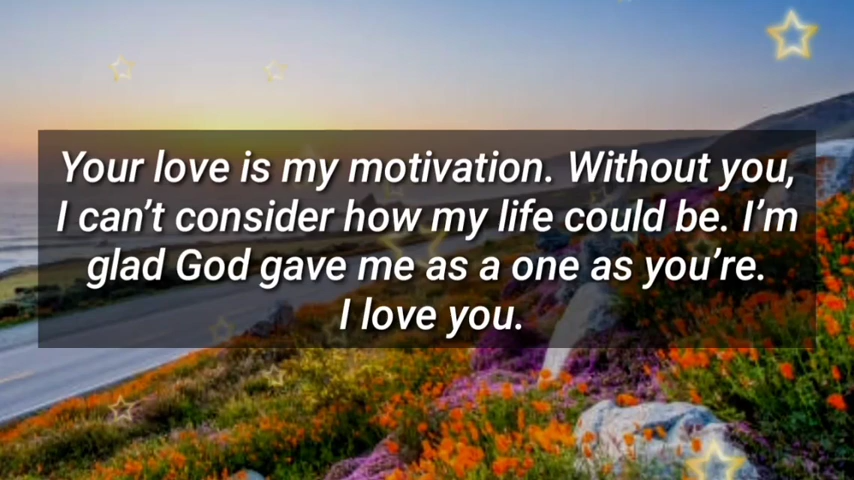 Your love is my motivation. Without you,
I can’t consider how my life could be. I’m
glad God gave me as a one as you’re.
I love you.